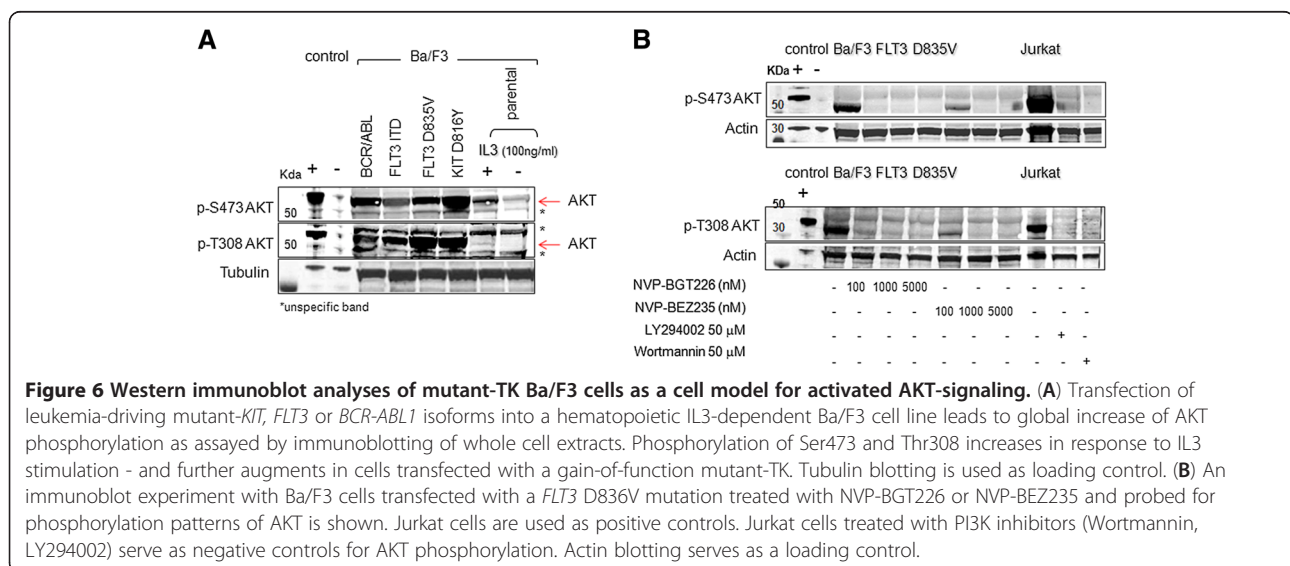 A
control Ba/F3
parental
BCR/ABL
FLT3 ITD
FLT3 D835V
KIT D816Y
IL3 (100ng/ml)
Kda + - + -
p-S473 AKT 50 AKT
*
*
p-T308 AKT 50 AKT
*
Tubulin
*unspecific band
B
control Ba/F3 FLT3 D835V Jurkat
KDa + -
p-S473 AKT 50
Actin 30
control Ba/F3 FLT3 D835V Jurkat
+
50
p-T308 AKT 30
Actin
NVP-BGT226 (nM) - 100 1000 5000 - - - - - -
NVP-BEZ235 (nM) - - - - 100 1000 5000 - - -
LY294002 50 µM - - - - - - - - + -
Wortmannin 50 µM - - - - - - - - - +
Figure 6 Western immunoblot analyses of mutant-TK Ba/F3 cells as a cell model for activated AKT-signaling. (A) Transfection of
leukemia-driving mutant-KIT, FLT3 or BCR-ABL1 isoforms into a hematopoietic IL3-dependent Ba/F3 cell line leads to global increase of AKT
phosphorylation as assayed by immunoblotting of whole cell extracts. Phosphorylation of Ser473 and Thr308 increases in response to IL3
stimulation - and further augments in cells transfected with a gain-of-function mutant-TK. Tubulin blotting is used as loading control. (B) An
immunoblot experiment with Ba/F3 cells transfected with a FLT3 D836V mutation treated with NVP-BGT226 or NVP-BEZ235 and probed for
phosphorylation patterns of AKT is shown. Jurkat cells are used as positive controls. Jurkat cells treated with PI3K inhibitors (Wortmannin,
LY294002) serve as negative controls for AKT phosphorylation. Actin blotting serves as a loading control.